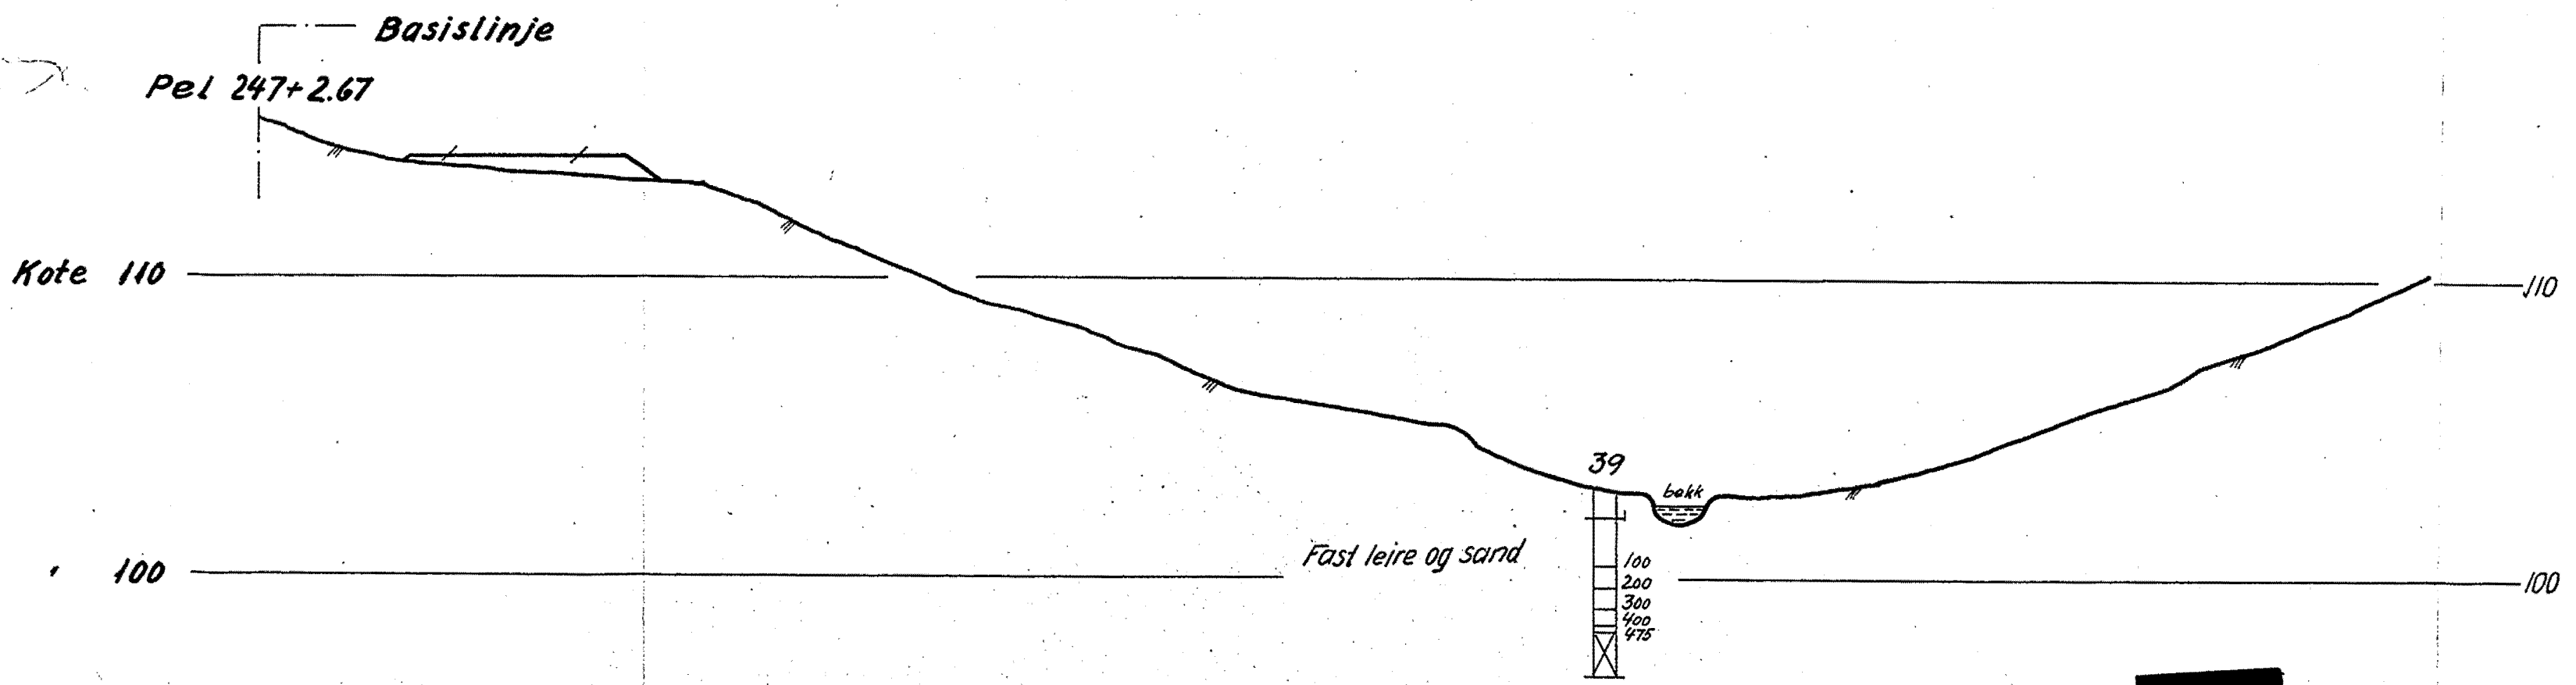 Basislinje
Pel 247+2.67
Kote 110
110
39
bekk
Fast leire og sand
" 100
100
100
200
300
400
475